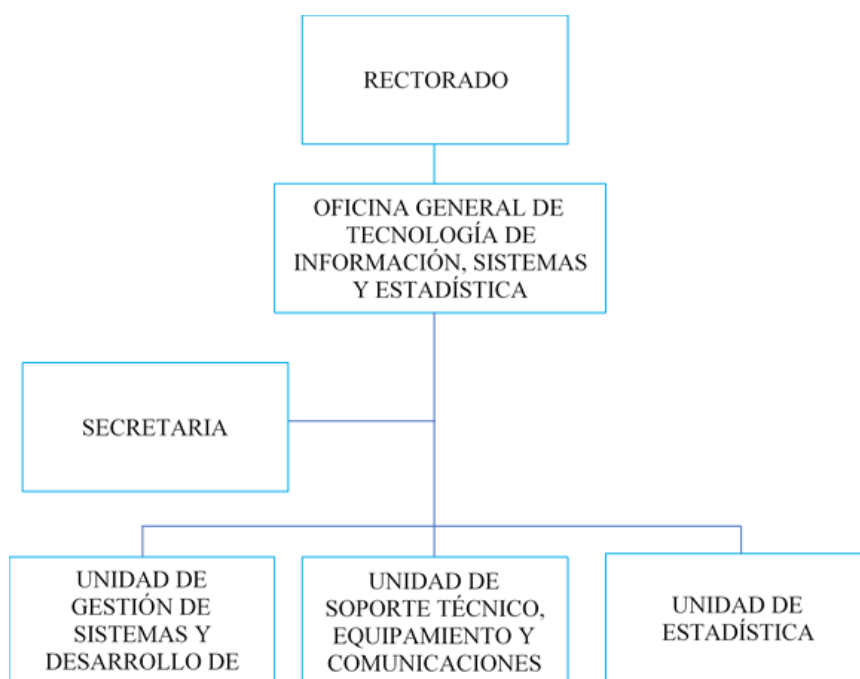 RECTORADO
OFICINA GENERAL DE
TECNOLOGÍA DE
INFORMACIÓN, SISTEMAS
Y ESTADÍSTICA
SECRETARIA
UNIDAD DE
GESTIÓN DE
SISTEMAS Y
DESARROLLO DE
UNIDAD DE
SOPORTE TÉCNICO,
EQUIPAMIENTO Y
COMUNICACIONES
UNIDAD DE
ESTADÍSTICA